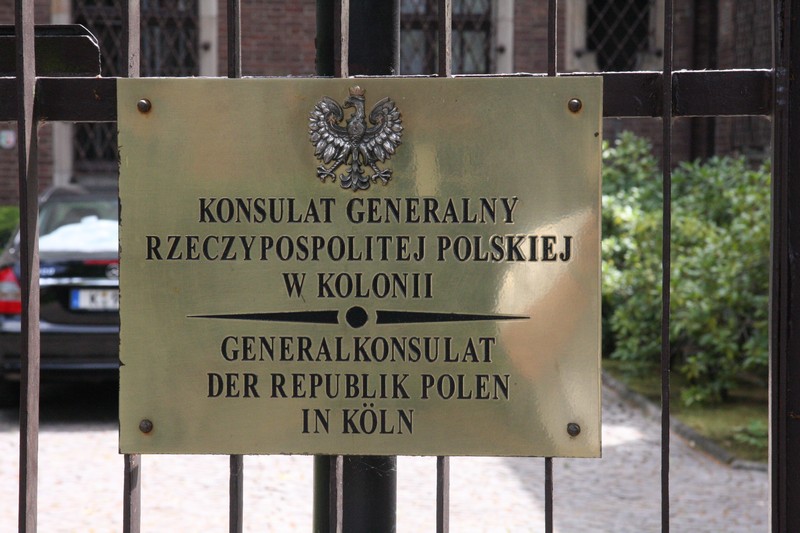 KONSULAT GENERALNY
RZECZYPOSPOLITEJ POLSKIEJ
W KOLONII
GENERALKONSULAT
DER REPUBLIK POLEN
IN KÖLN